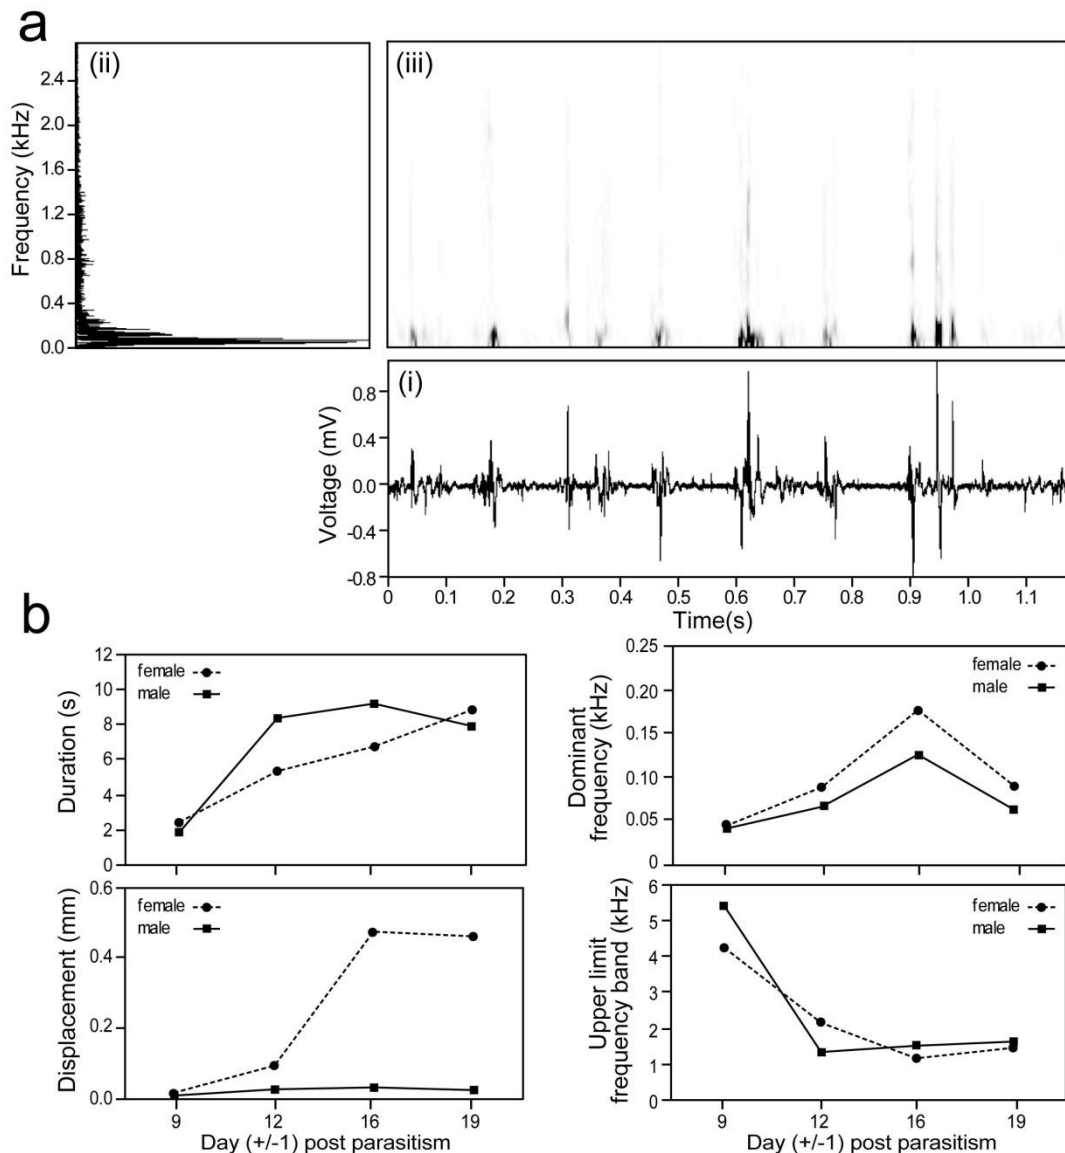 a
(ii)
(iii)
Frequency (kHz)
2.4
2.0
1.6
1.2
0.8
0.4
0.0
(i)
Voltage (mV)
0.8
0.4
0.0
-0.4
-0.8
0 0.1 0.2 0.3 0.4 0.5 0.6 0.7 0.8 0.9 1.0 1.1
Time(s)
b
Duration (s)
12
10
8
6
4
2
0
female
male
Dominant
frequency (kHz)
0.25
0.20
0.15
0.10
0.05
0
female
male
Displacement (mm)
0.6
0.4
0.2
0.0
female
male
9 12 16 19
Day (+/-1) post parasitism
Upper limit
frequency band (kHz)
6
5
4
3
2
1
0
female
male
9 12 16 19
Day (+/-1) post parasitism